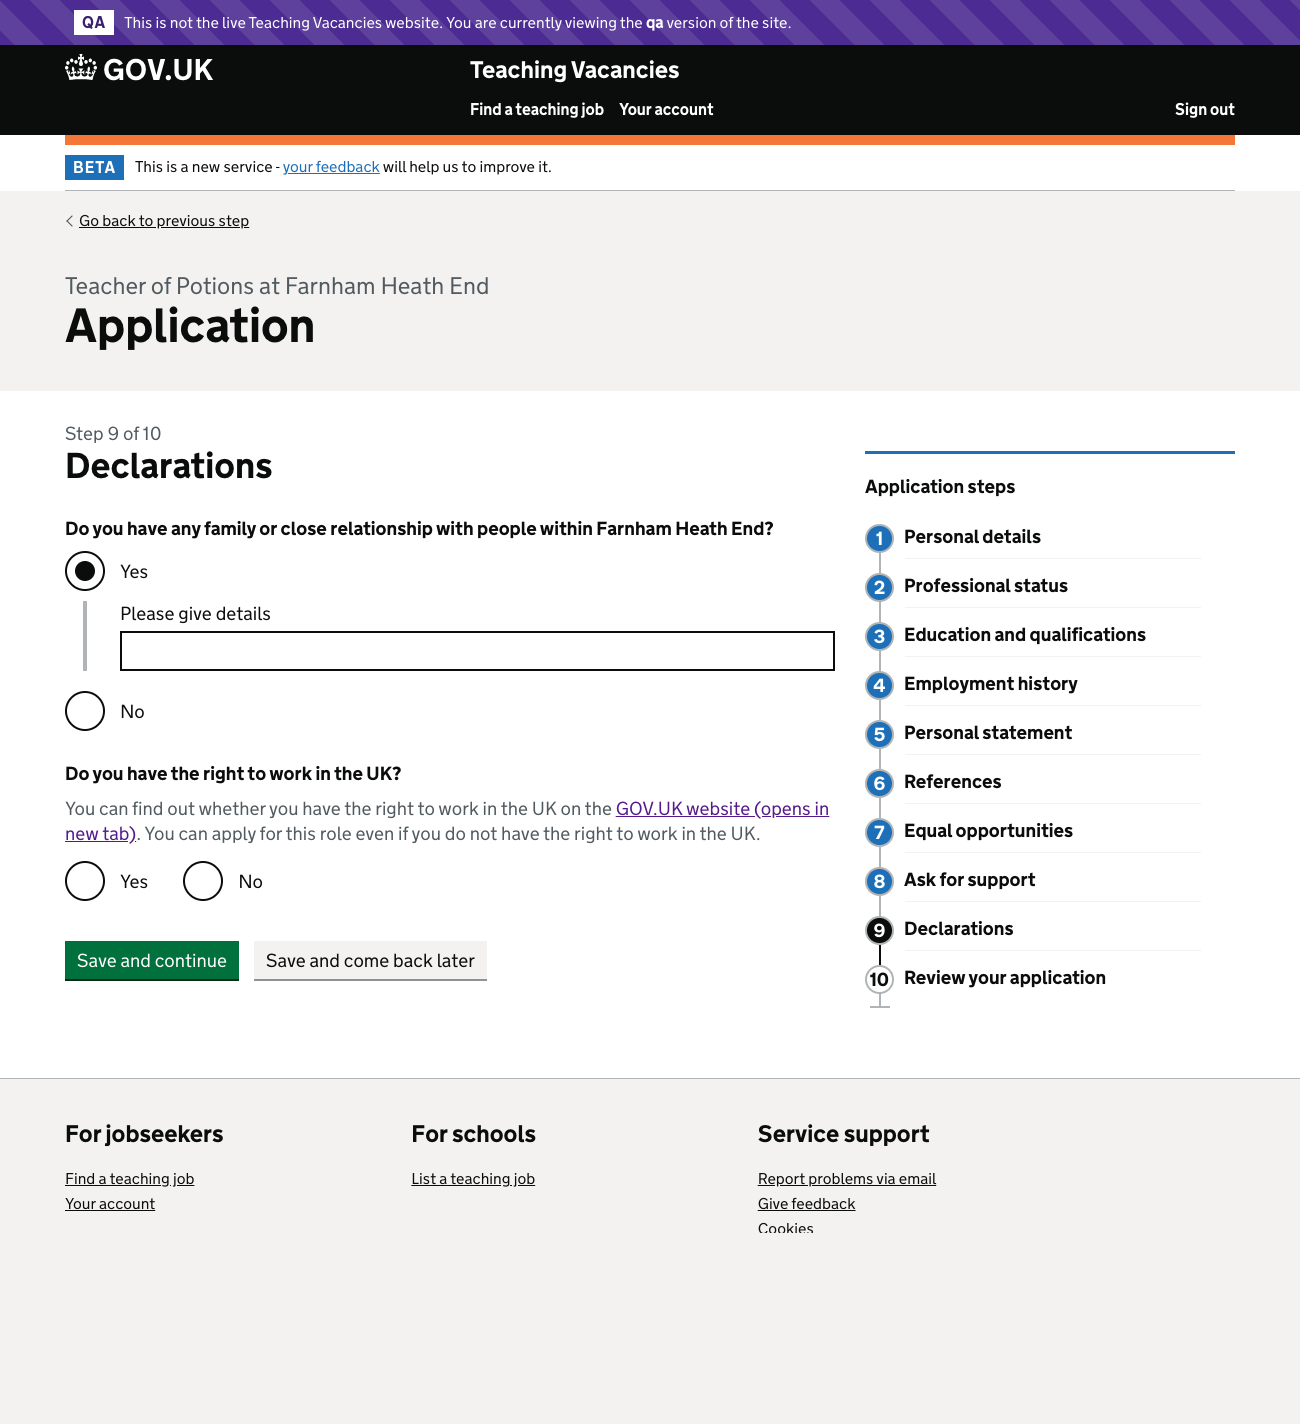 QA This is not the live Teaching Vacancies website. You are currently viewing the qa version of the site.
GOV.UK Teaching Vacancies
Find a teaching job Your account Sign out
BETA This is a new service - your feedback will help us to improve it.
Go back to previous step
Teacher of Potions at Farnham Heath End
Application
Step 9 of 10
Declarations
Do you have any family or close relationship with people within Farnham Heath End?
Yes
Please give details
No
Do you have the right to work in the UK?
You can find out whether you have the right to work in the UK on the GOV.UK website (opens in
new tab). You can apply for this role even if you do not have the right to work in the UK.
Yes No
Save and continue Save and come back later
Application steps
1 Personal details
2 Professional status
3 Education and qualifications
4 Employment history
5 Personal statement
6 References
7 Equal opportunities
8 Ask for support
9 Declarations
10 Review your application
For jobseekers
Find a teaching job
Your account
For schools
List a teaching job
Service support
Report problems via email
Give feedback
Cookies